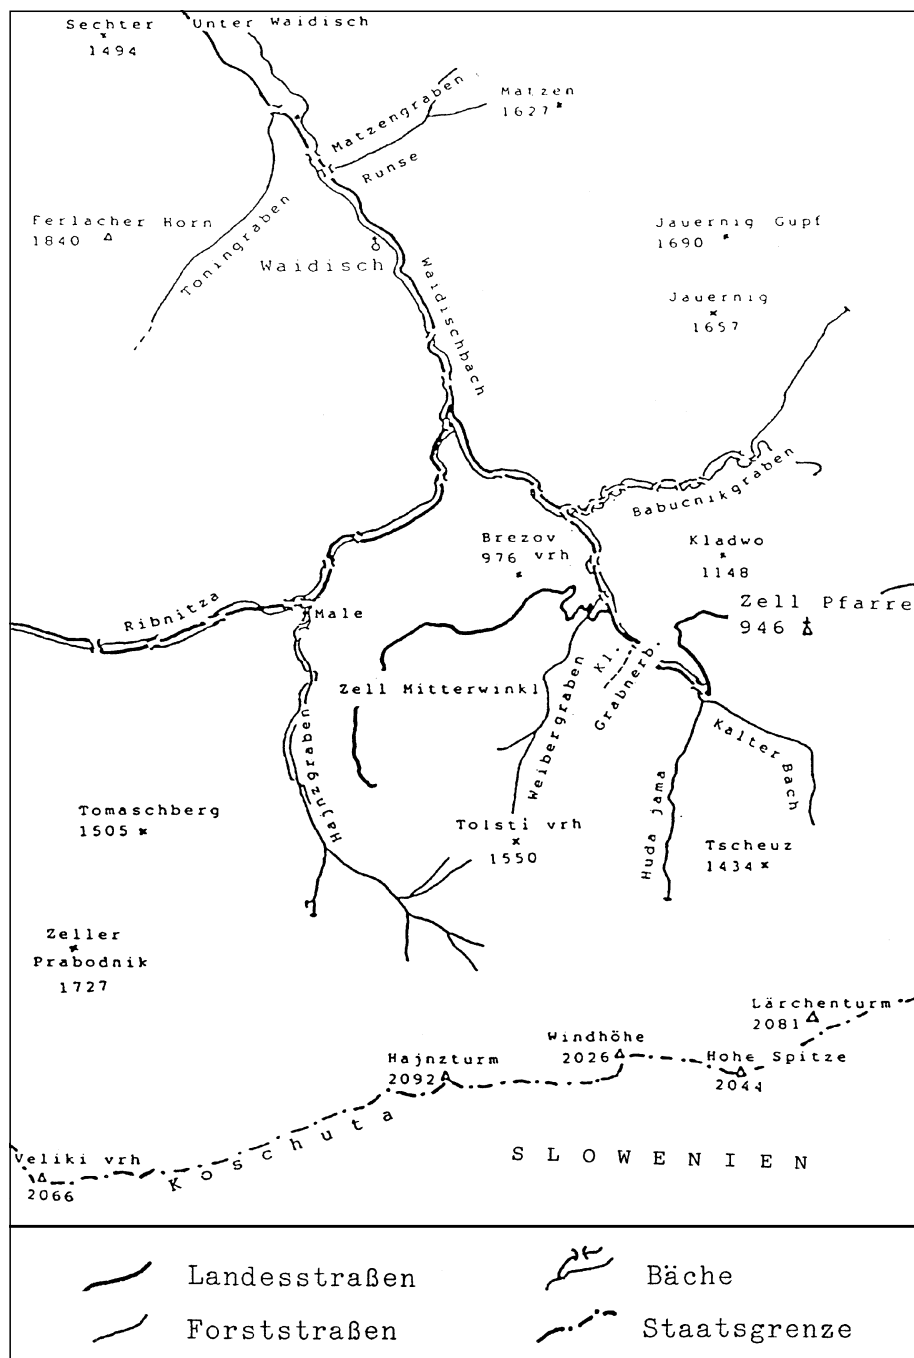 Sechter
1494
Unter Waidisch
Matzengraben
Matzen
1627
Runse
Ferlacher Horn
1840
Toningraben
Waidisch
Waidischbach
Jauernig Gupf
1690
Jauernig
1657
Babucnikgraben
Brezov
976 vrh
Kladwo
1148
Ribnitza
Male
Zell Pfarre
946
Kl.
Grabnerb.
Zell Mitterwinkl
Weibergraben
Hajnzgraben
Kalter Bach
Huda jama
Tomaschberg
1505
Tolsti vrh
1550
Tscheuz
1434
Zeller
Prabodnik
1727
Lärchenturm
2081
Windhöhe
2026
Hajnzturm
2092
Hohe Spitze
2044
Koschuta
Veliki vrh
2066
SLOWENIEN
Landesstraßen
Bäche
Forststraßen
Staatsgrenze